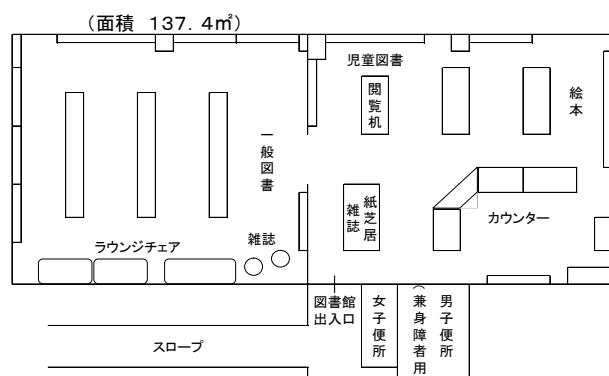 （面積　１３７．４㎡）
児童図書
閲覧机
絵本
一般図書
雑誌
紙芝居
カウンター
雑誌
ラウンジチェア
図書館
出入口
女子便所
男子便所
（兼身障者用
スロープ